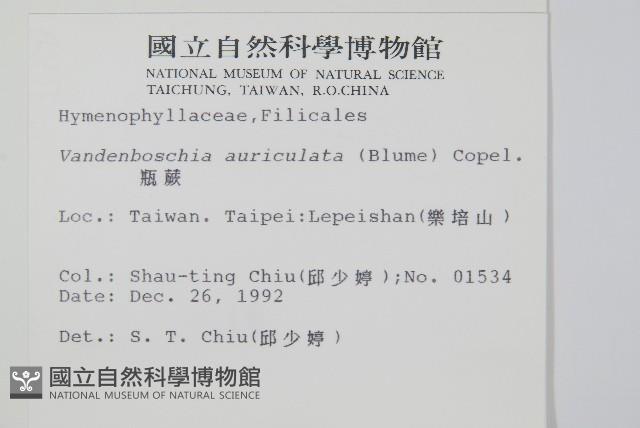 國立自然科學博物館
NATIONAL MUSEUM OF NATURAL SCIENCE
TAICHUNG, TAIWAN, R.O.CHINA
Hymenophyllaceae,Filicales
Vandenboschia auriculata (Blume) Copel.
瓶蕨
Loc.: Taiwan. Taipei:Lepeishan(樂培山)
Col.: Shau-ting Chiu(邱少婷);No. 01534
Date: Dec. 26, 1992
Det.: S. T. Chiu(邱少婷)
國立自然科學博物館
NATIONAL MUSEUM OF NATURAL SCIENCE